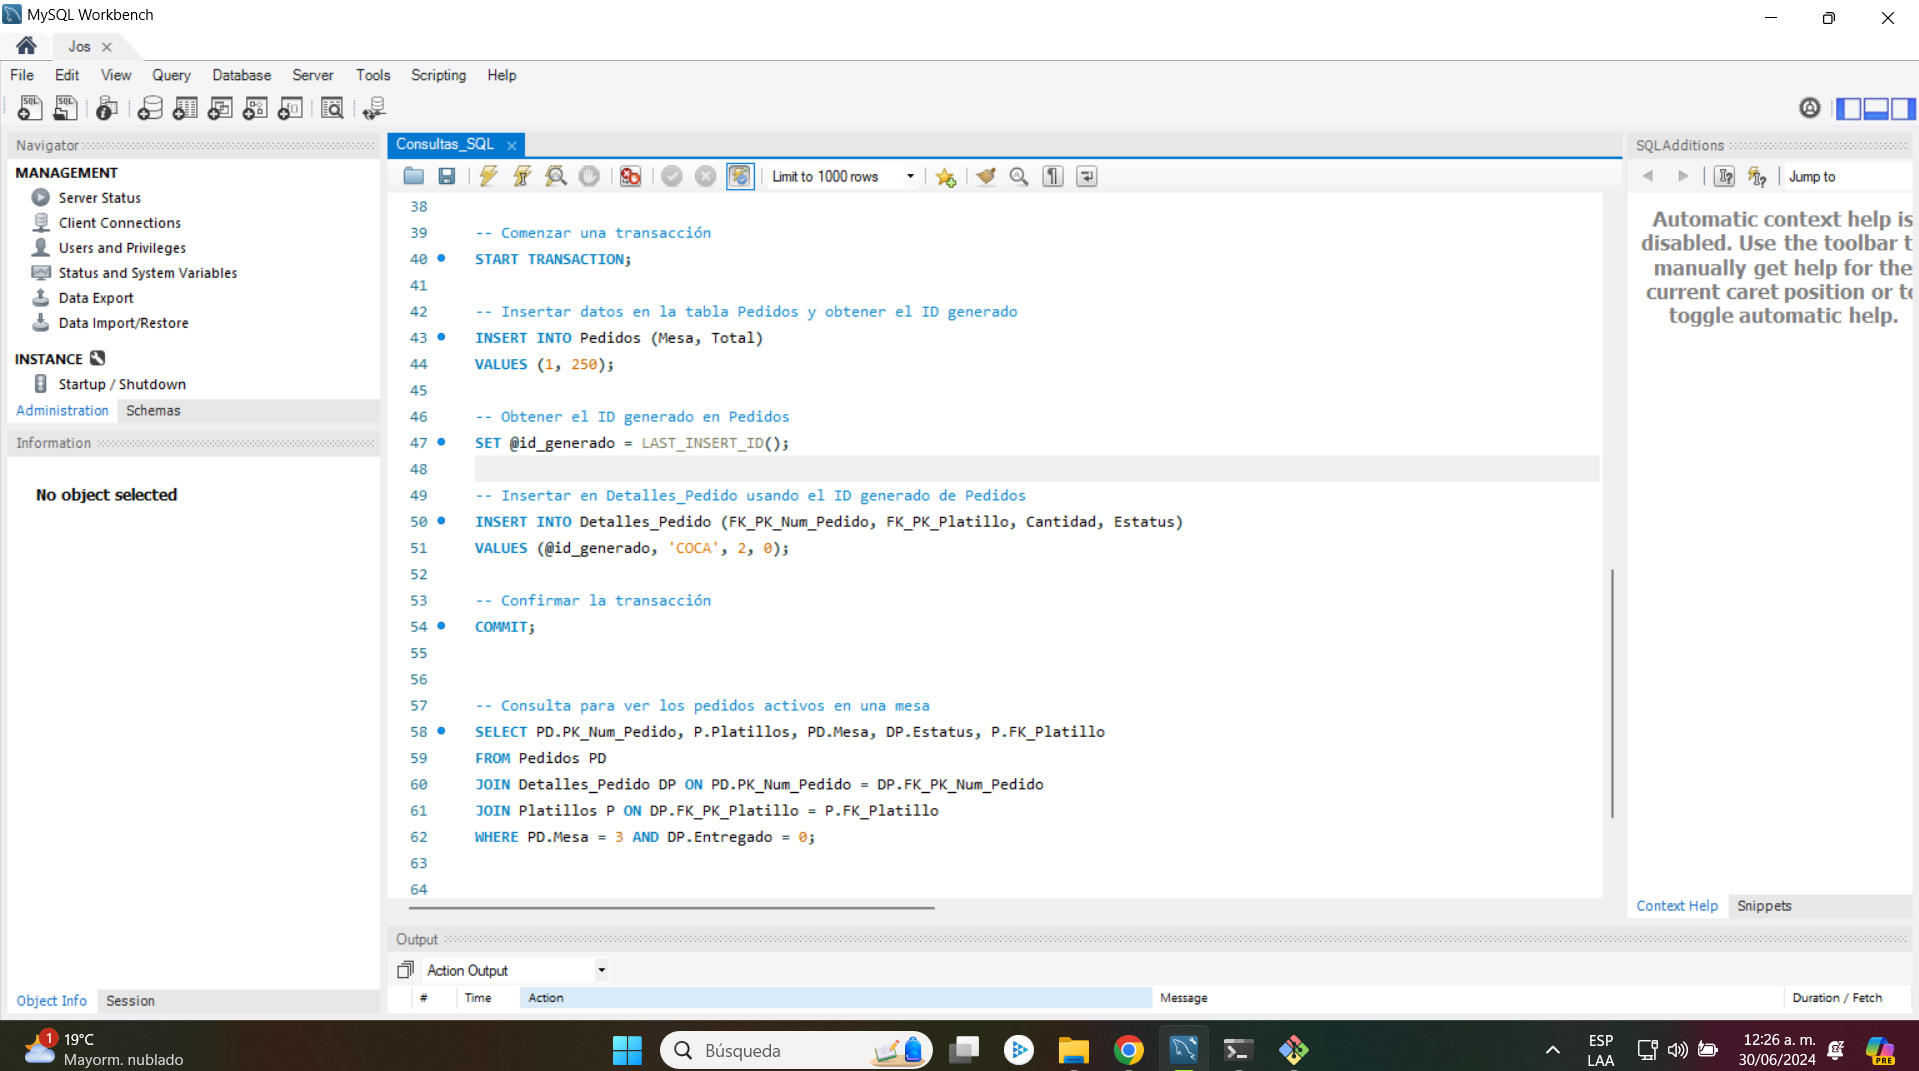 MySQL Workbench
Jos
File Edit View Query Database Server Tools Scripting Help
Navigator
MANAGEMENT
Server Status
Client Connections
Users and Privileges
Status and System Variables
Data Export
Data Import/Restore
INSTANCE
Startup / Shutdown
Administration Schemas
Information
No object selected
Object Info Session
Consultas_SQL
Limit to 1000 rows
38
39 -- Comenzar una transacción
40 START TRANSACTION;
41
42 -- Insertar datos en la tabla Pedidos y obtener el ID generado
43 INSERT INTO Pedidos (Mesa, Total)
44 VALUES (1, 250);
45
46 -- Obtener el ID generado en Pedidos
47 SET @id_generado = LAST_INSERT_ID();
48
49 -- Insertar en Detalles_Pedido usando el ID generado de Pedidos
50 INSERT INTO Detalles_Pedido (FK_PK_Num_Pedido, FK_PK_Platillo, Cantidad, Estatus)
51 VALUES (@id_generado, 'COCA', 2, 0);
52
53 -- Confirmar la transacción
54 COMMIT;
55
56
57 -- Consulta para ver los pedidos activos en una mesa
58 SELECT PD.PK_Num_Pedido, P.Platillos, PD.Mesa, DP.Estatus, P.FK_Platillo
59 FROM Pedidos PD
60 JOIN Detalles_Pedido DP ON PD.PK_Num_Pedido = DP.FK_PK_Num_Pedido
61 JOIN Platillos P ON DP.FK_PK_Platillo = P.FK_Platillo
62 WHERE PD.Mesa = 3 AND DP.Entregado = 0;
63
64
SQLAdditions
Jump to
Automatic context help is
disabled. Use the toolbar t
manually get help for the
current caret position or to
toggle automatic help.
Context Help Snippets
Output
Action Output
# Time Action Message Duration / Fetch
1
19°C
Mayorm. nublado
Búsqueda
ESP
LAA
12:26 a. m.
30/06/2024
PRE